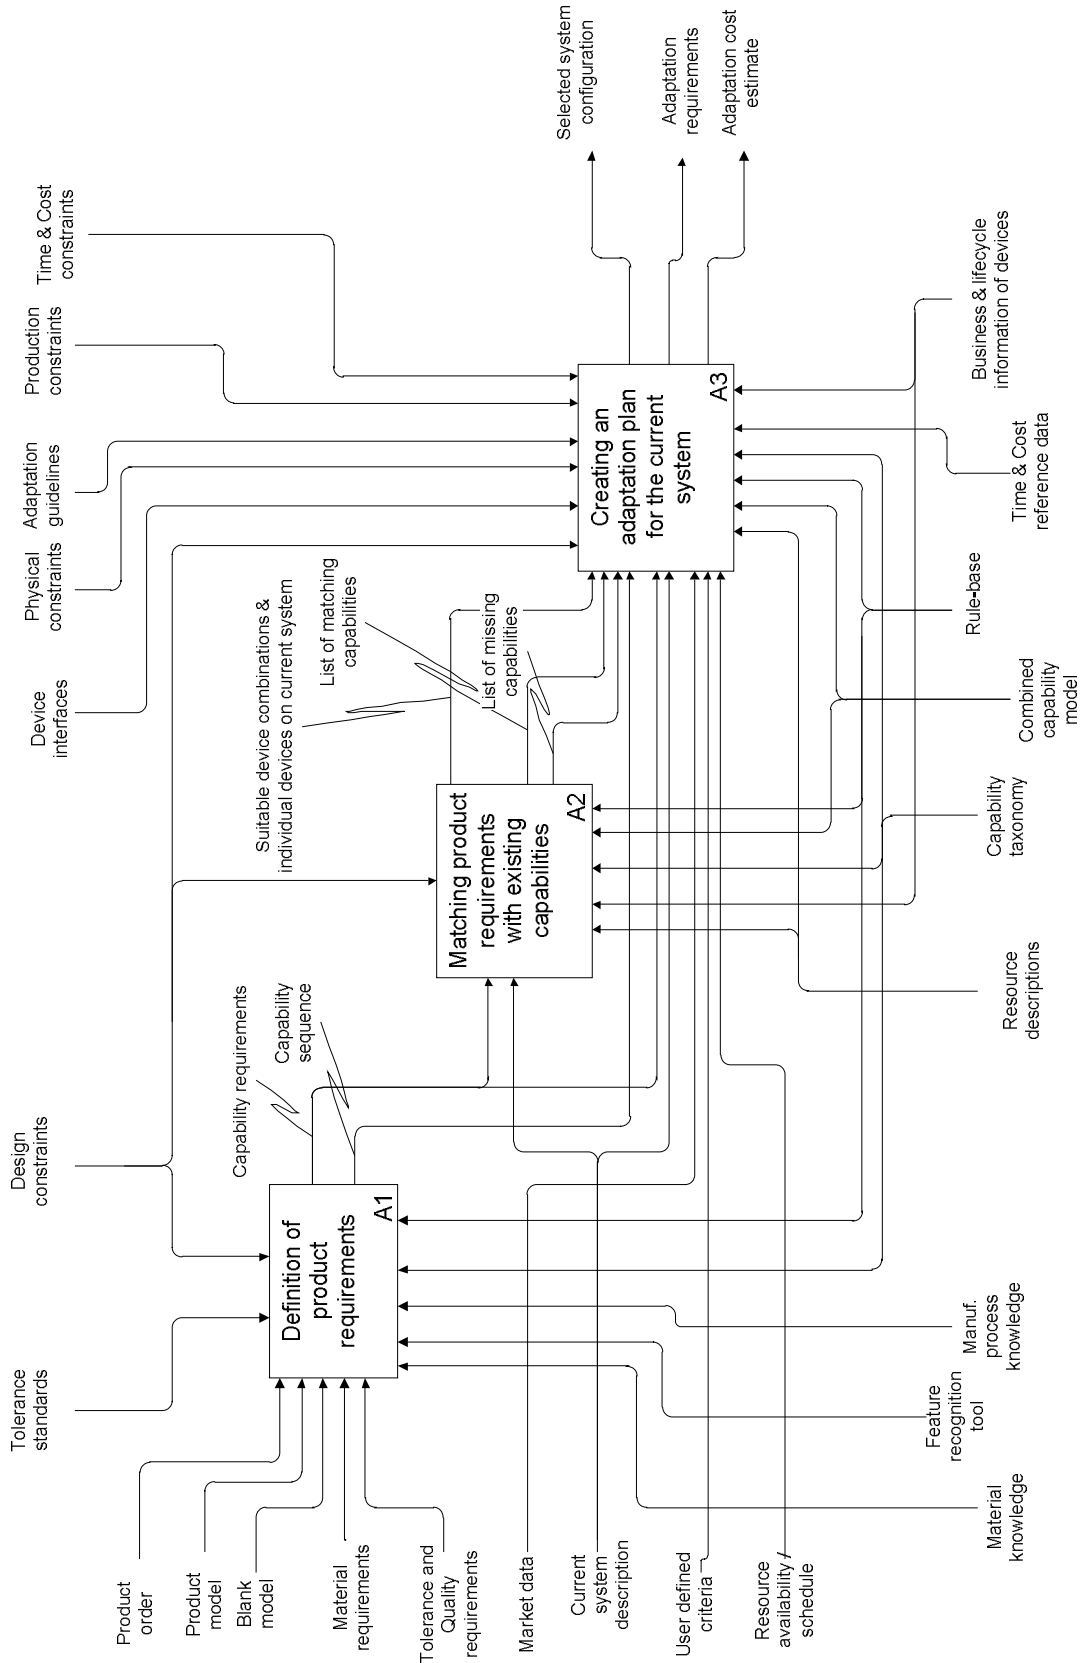 Tolerance
standards
Design
constraints
Device
interfaces
Physical
constraints
Adaptation
guidelines
Production
constraints
Time & Cost
constraints
Product
order
Product
model
Blank
model
Material
requirements
Tolerance and
Quality
requirements
Market data
Current
system
description
User defined
criteria
Resource
availability /
schedule
Definition of
product
requirements
A1
Capability requirements
Capability
sequence
Matching product
requirements
with existing
capabilities
A2
Suitable device combinations &
individual devices on current system
List of matching
capabilities
List of missing
capabilities
Creating an
adaptation plan
for the current
system
A3
Selected system
configuration
Adaptation
requirements
Adaptation cost
estimate
Material
knowledge
Feature
recognition
tool
Manuf.
process
knowledge
Resource
descriptions
Capability
taxonomy
Combined
capability
model
Rule-base
Time & Cost
reference data
Business & lifecycle
information of devices